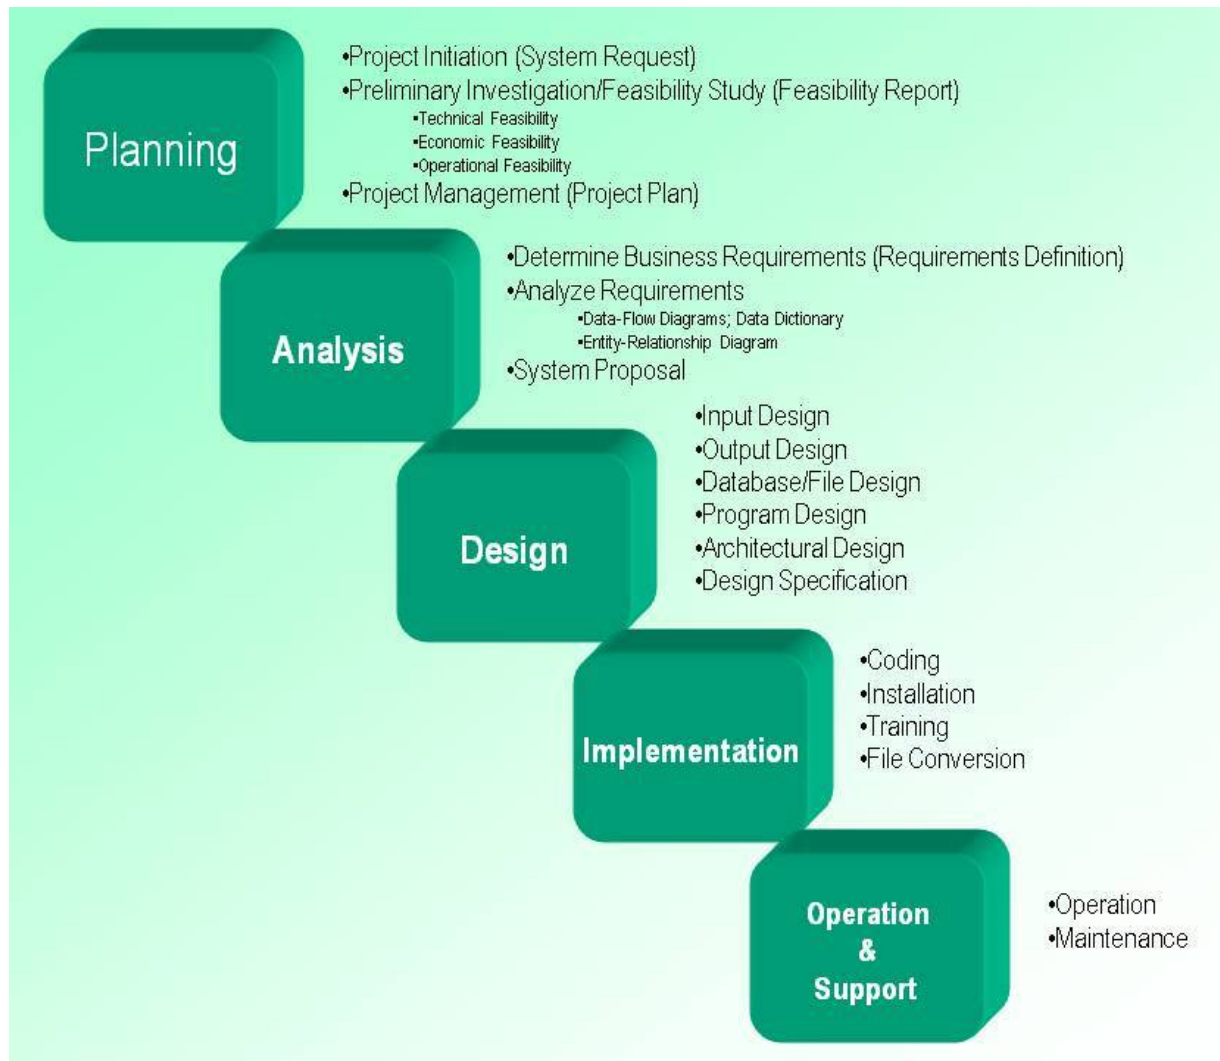 Planning
•Project Initiation (System Request)
•Preliminary Investigation/Feasibility Study (Feasibility Report)
•Technical Feasibility
•Economic Feasibility
•Operational Feasibility
•Project Management (Project Plan)
Analysis
•Determine Business Requirements (Requirements Definition)
•Analyze Requirements
•Data-Flow Diagrams; Data Dictionary
•Entity-Relationship Diagram
•System Proposal
Design
•Input Design
•Output Design
•Database/File Design
•Program Design
•Architectural Design
•Design Specification
Implementation
•Coding
•Installation
•Training
•File Conversion
Operation
&
Support
•Operation
•Maintenance